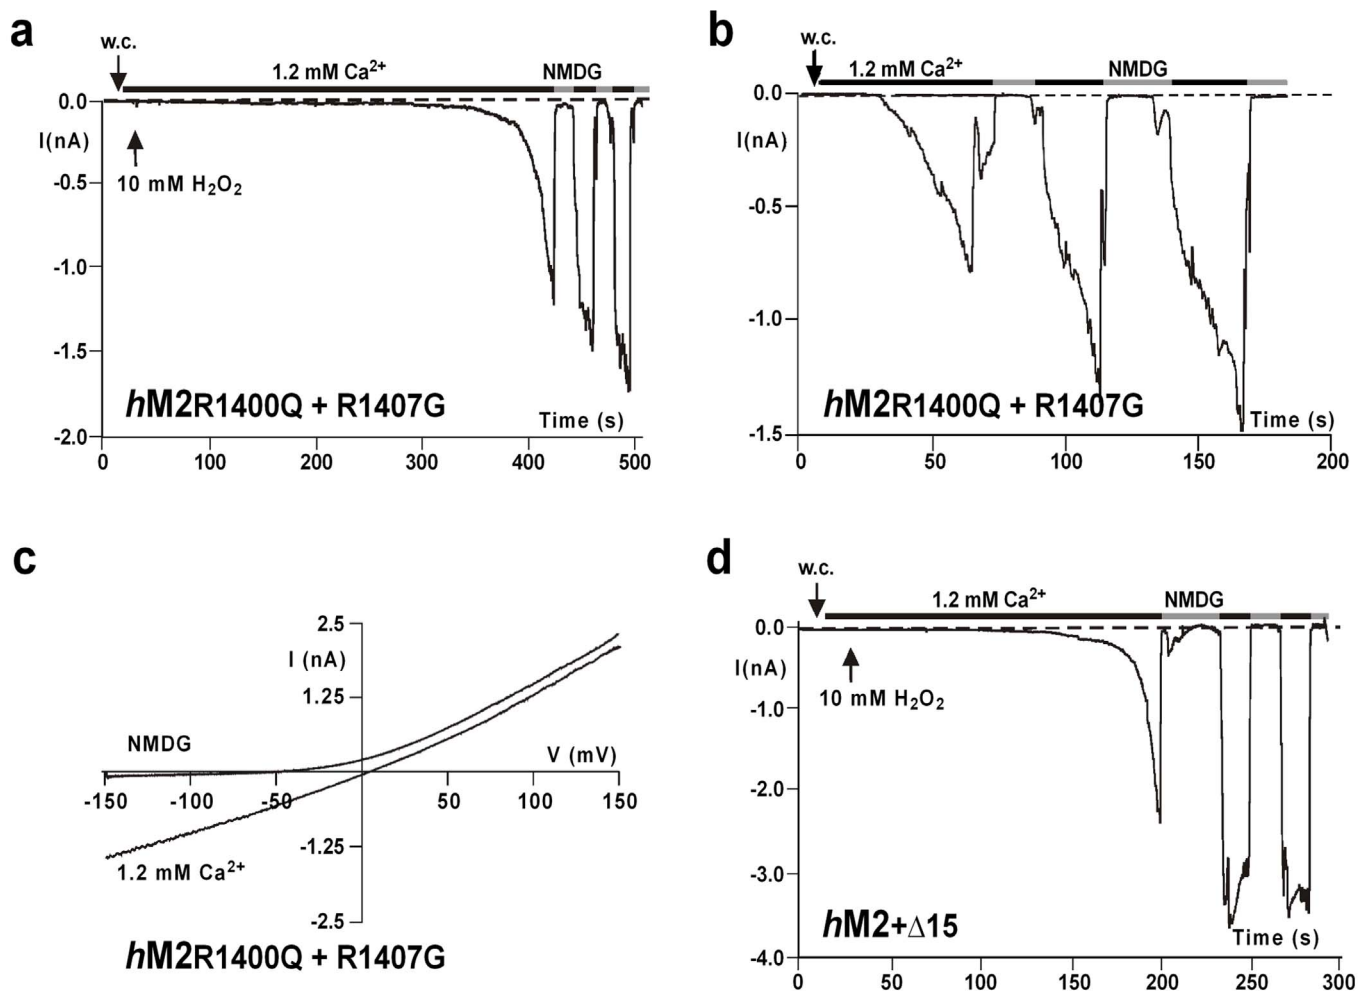 a
w.c.
1.2 mM Ca²⁺ NMDG
0.0
I(nA)
10 mM H₂O₂
-0.5
-1.0
-1.5
hM2R1400Q + R1407G
Time (s)
-2.0
0 100 200 300 400 500
b
w.c.
1.2 mM Ca²⁺ NMDG
0.0
I(nA)
-0.5
-1.0
hM2R1400Q + R1407G
Time (s)
-1.5
0 50 100 150 200
c
2.5
I (nA)
1.25
NMDG
V (mV)
-150 -100 -50 50 100 150
-1.25
1.2 mM Ca²⁺
-2.5
hM2R1400Q + R1407G
d
w.c.
1.2 mM Ca²⁺ NMDG
0.0
I(nA)
10 mM H₂O₂
-1.0
-2.0
-3.0
hM2+Δ15
Time (s)
-4.0
0 50 100 150 200 250 300